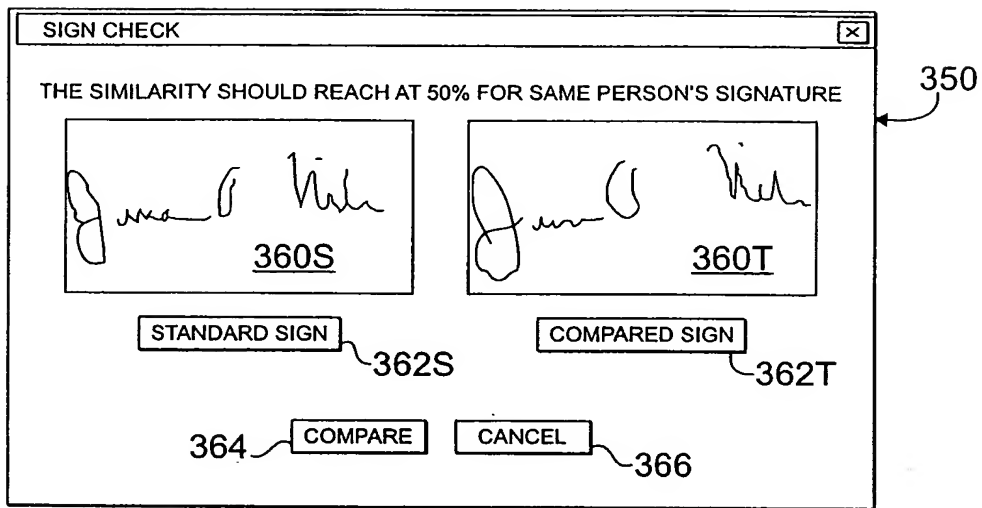 SIGN CHECK
350
THE SIMILARITY SHOULD REACH AT 50% FOR SAME PERSON'S SIGNATURE
360S
360T
STANDARD SIGN
COMPARED SIGN
362S
362T
364
COMPARE
CANCEL
366